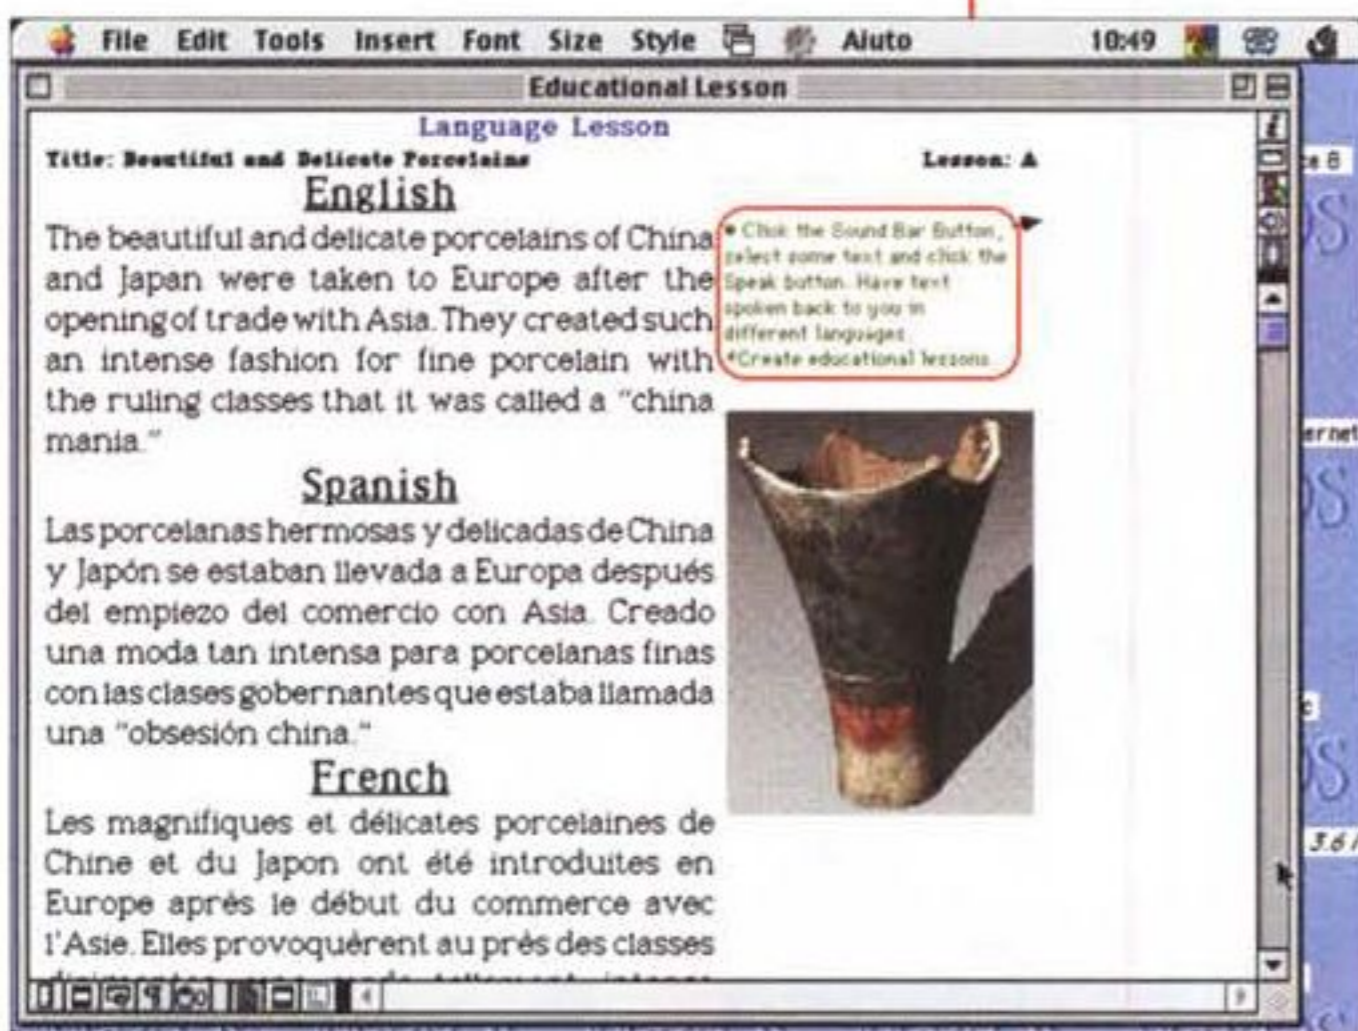 File Edit Tools Insert Font Size Style Aiuto 10:49
Educational Lesson
Language Lesson
Title: Beautiful and Delicate Porcelains Lesson: A
English
The beautiful and delicate porcelains of China
and Japan were taken to Europe after the
opening of trade with Asia. They created such
an intense fashion for fine porcelain with
the ruling classes that it was called a "china
mania."
• Click the Sound Bar Button,
select some text and click the
Speak button. Have text
spoken back to you in
different languages.
•Create educational lessons
Spanish
Las porcelanas hermosas y delicadas de China
y Japón se estaban llevada a Europa después
del empiezo del comercio con Asia. Creado
una moda tan intensa para porcelanas finas
con las clases gobernantes que estaba llamada
una "obsesión china."
French
Les magnifiques et délicates porcelaines de
Chine et du Japon ont été introduites en
Europe après le début du commerce avec
l'Asie. Elles provoquèrent au près des classes
ernet
3.6